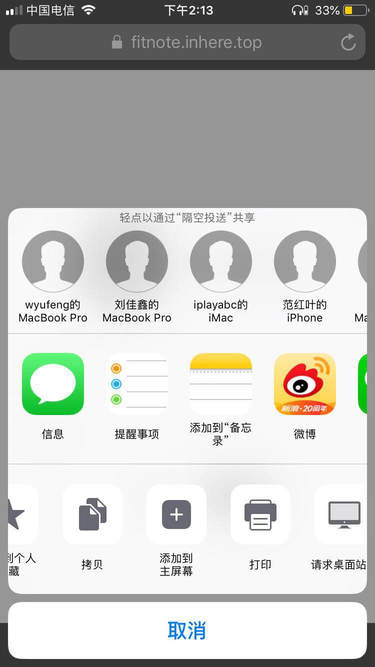 中国电信 下午2:13 33%
fitnote.inhere.top
轻点以通过“隔空投送”共享
wyufeng的
MacBook Pro
刘佳鑫的
MacBook Pro
iplayabc的
iMac
范红叶的
iPhone
Ma
信息
提醒事项
添加到“备忘
录”
新浪·20周年
微博
到个人
藏
拷贝
添加到
主屏幕
打印
请求桌面站
取消